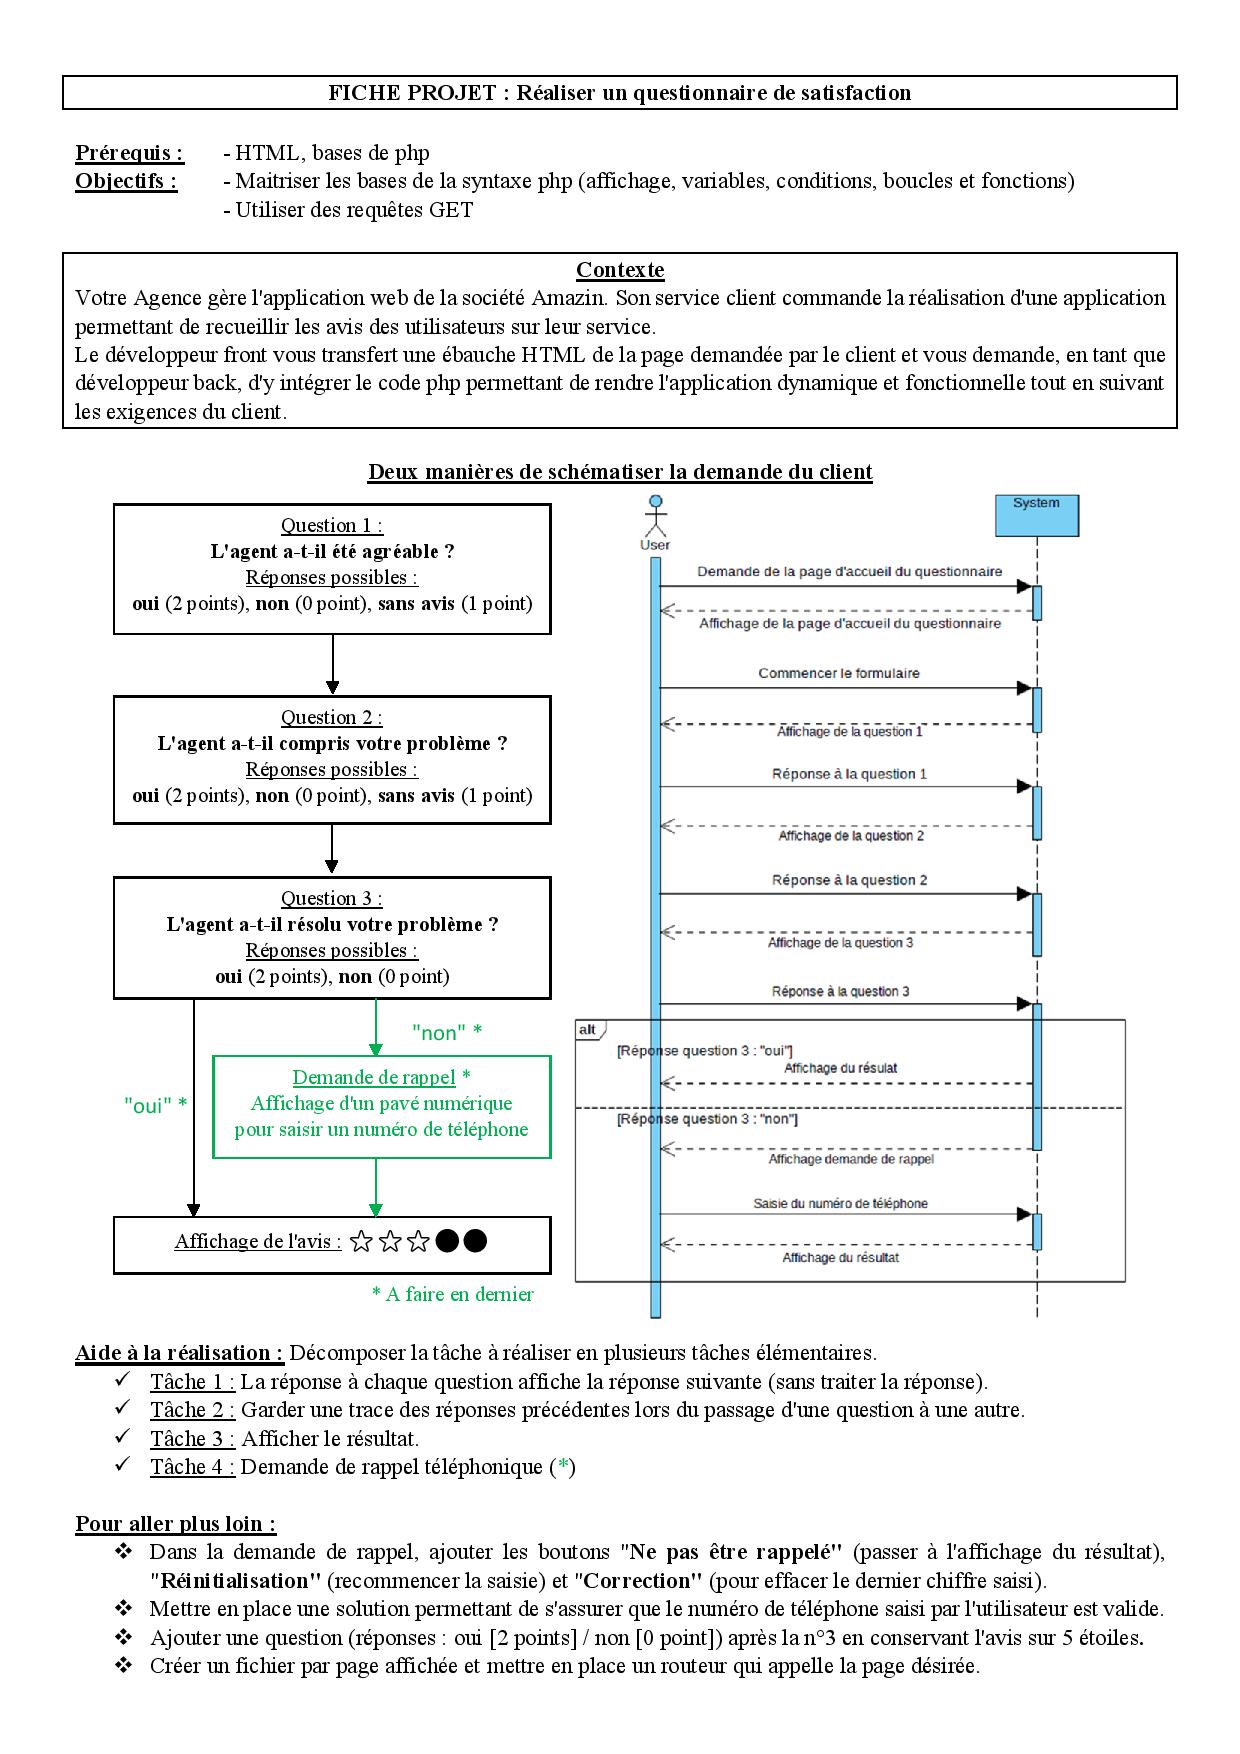 FICHE PROJET : Réaliser un questionnaire de satisfaction
Prérequis : - HTML, bases de php
Objectifs : - Maitriser les bases de la syntaxe php (affichage, variables, conditions, boucles et fonctions)
- Utiliser des requêtes GET
Contexte
Votre Agence gère l'application web de la société Amazin. Son service client commande la réalisation d'une application
permettant de recueillir les avis des utilisateurs sur leur service.
Le développeur front vous transfert une ébauche HTML de la page demandée par le client et vous demande, en tant que
développeur back, d'y intégrer le code php permettant de rendre l'application dynamique et fonctionnelle tout en suivant
les exigences du client.
Deux manières de schématiser la demande du client
Question 1 :
L'agent a-t-il été agréable ?
Réponses possibles :
oui (2 points), non (0 point), sans avis (1 point)
Question 2 :
L'agent a-t-il compris votre problème ?
Réponses possibles :
oui (2 points), non (0 point), sans avis (1 point)
Question 3 :
L'agent a-t-il résolu votre problème ?
Réponses possibles :
oui (2 points), non (0 point)
"non" *
"oui" *
Demande de rappel *
Affichage d'un pavé numérique
pour saisir un numéro de téléphone
Affichage de l'avis : ☆☆☆●●
* A faire en dernier
User
System
Demande de la page d'accueil du questionnaire
Affichage de la page d'accueil du questionnaire
Commencer le formulaire
Affichage de la question 1
Réponse à la question 1
Affichage de la question 2
Réponse à la question 2
Affichage de la question 3
Réponse à la question 3
alt
[Réponse question 3 : "oui"]
Affichage du résulat
[Réponse question 3 : "non"]
Affichage demande de rappel
Saisie du numéro de téléphone
Affichage du résultat
Aide à la réalisation : Décomposer la tâche à réaliser en plusieurs tâches élémentaires.
✓ Tâche 1 : La réponse à chaque question affiche la réponse suivante (sans traiter la réponse).
✓ Tâche 2 : Garder une trace des réponses précédentes lors du passage d'une question à une autre.
✓ Tâche 3 : Afficher le résultat.
✓ Tâche 4 : Demande de rappel téléphonique (*)
Pour aller plus loin :
❖ Dans la demande de rappel, ajouter les boutons "Ne pas être rappelé" (passer à l'affichage du résultat),
"Réinitialisation" (recommencer la saisie) et "Correction" (pour effacer le dernier chiffre saisi).
❖ Mettre en place une solution permettant de s'assurer que le numéro de téléphone saisi par l'utilisateur est valide.
❖ Ajouter une question (réponses : oui [2 points] / non [0 point]) après la n°3 en conservant l'avis sur 5 étoiles.
❖ Créer un fichier par page affichée et mettre en place un routeur qui appelle la page désirée.